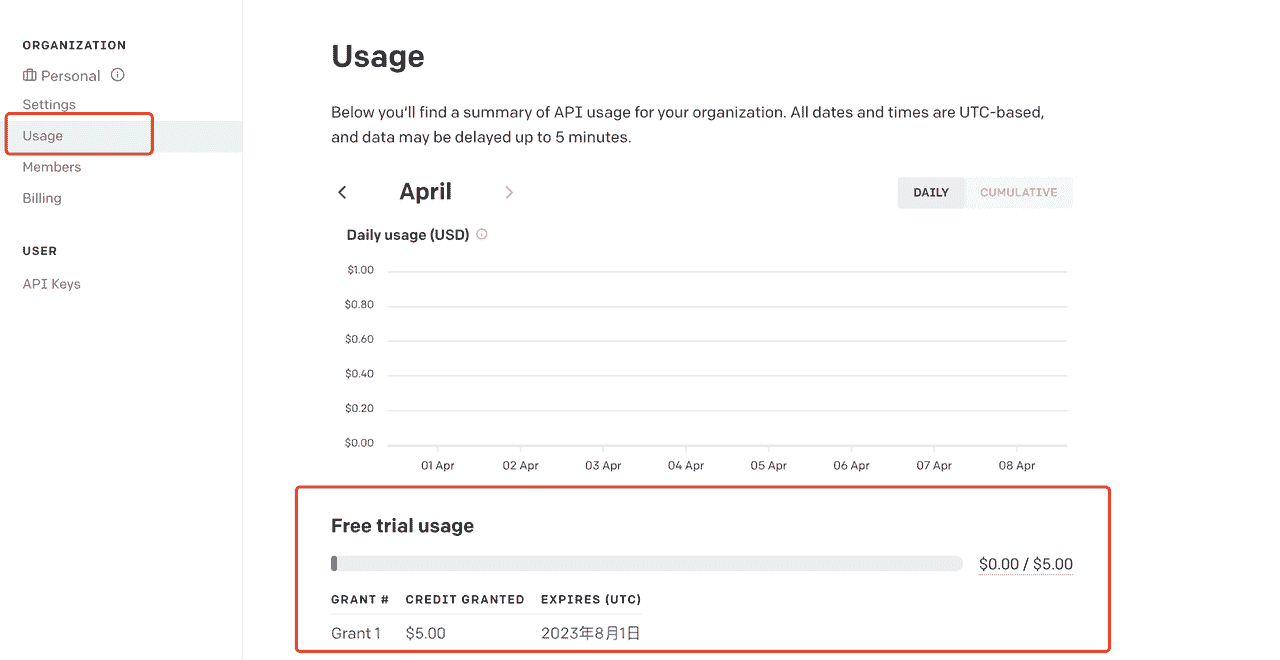 ORGANIZATION
Personal
Settings
Usage
Members
Billing
USER
API Keys
Usage
Below you'll find a summary of API usage for your organization. All dates and times are UTC-based,
and data may be delayed up to 5 minutes.
April
DAILY CUMULATIVE
Daily usage (USD)
$1.00
$0.80
$0.60
$0.40
$0.20
$0.00
01 Apr 02 Apr 03 Apr 04 Apr 05 Apr 06 Apr 07 Apr 08 Apr
Free trial usage
$0.00 / $5.00
GRANT # CREDIT GRANTED EXPIRES (UTC)
Grant 1 $5.00 2023年8月1日